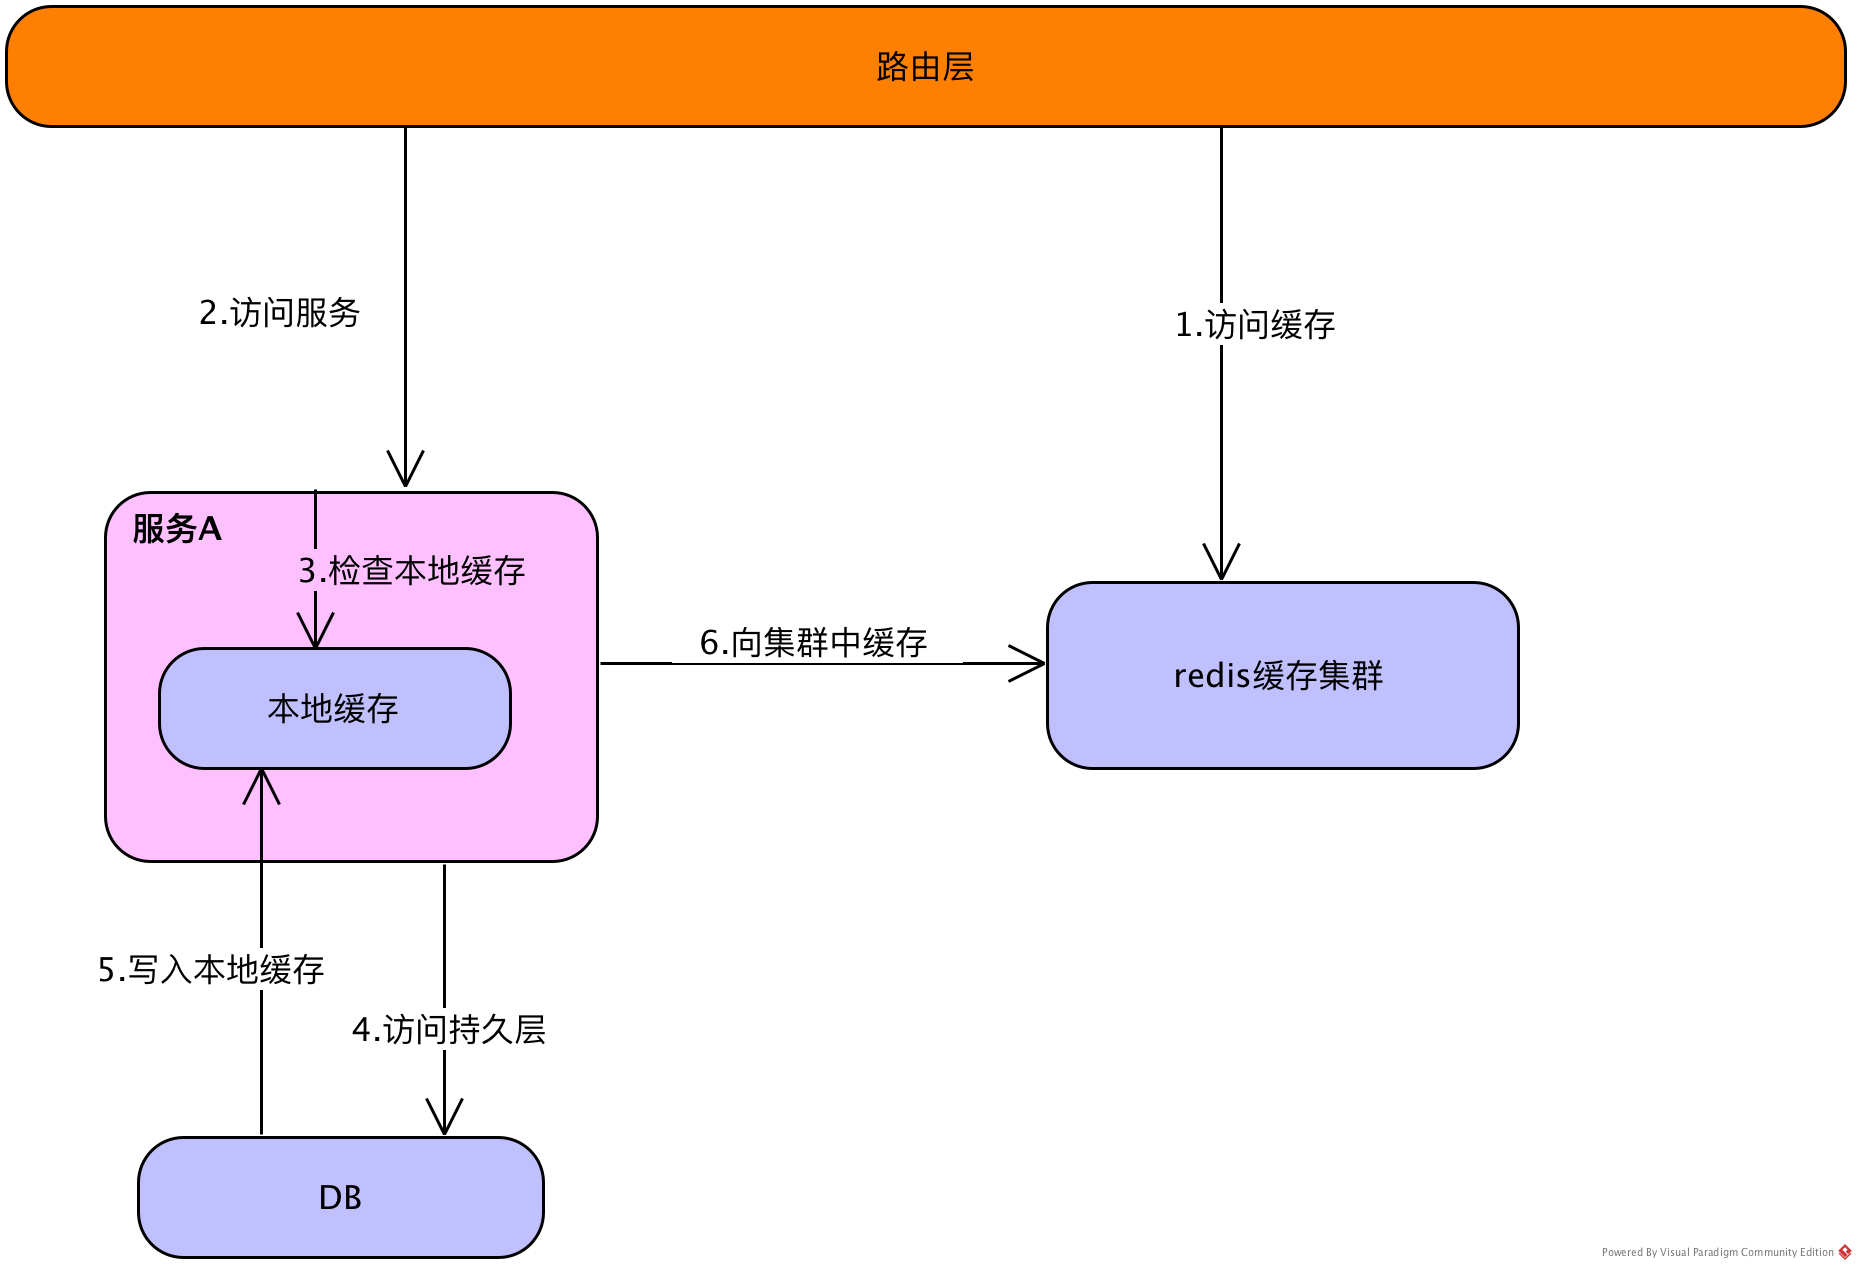 路由层
2.访问服务
1.访问缓存
服务A
3.检查本地缓存
6.向集群中缓存
redis缓存集群
本地缓存
5.写入本地缓存
4.访问持久层
DB
Powered By Visual Paradigm Community Edition